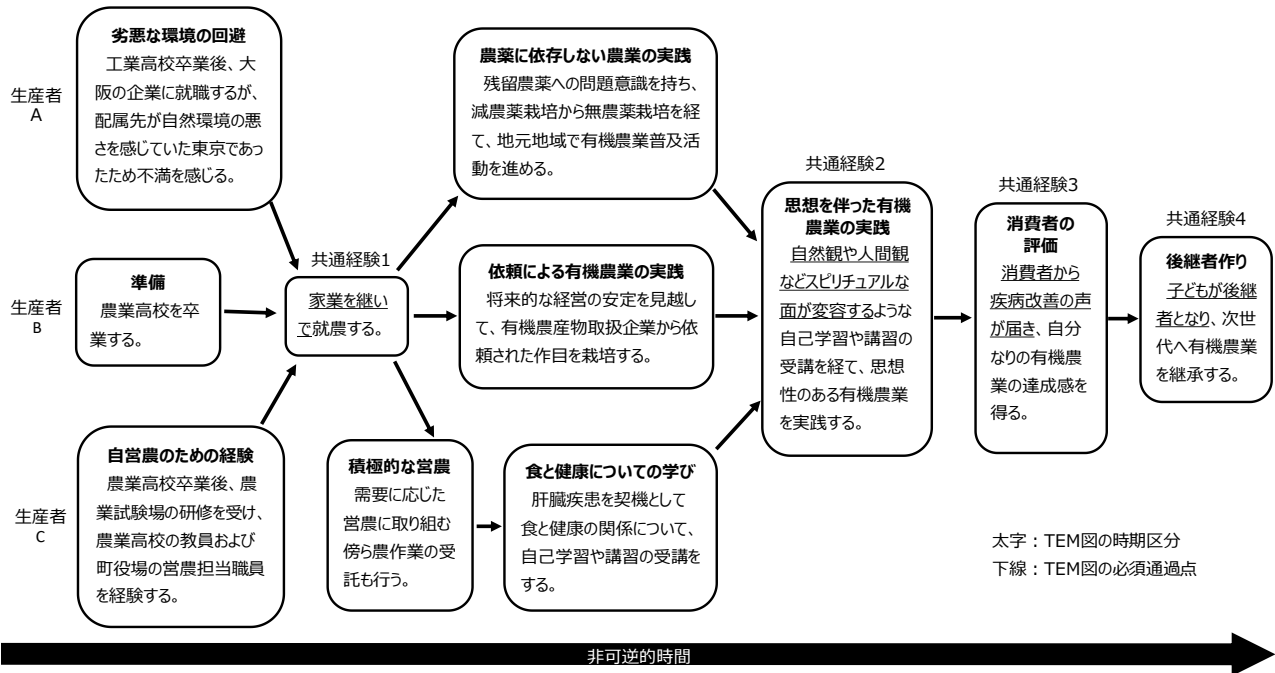 生産者
A
劣悪な環境の回避
工業高校卒業後、大
阪の企業に就職するが、
配属先が自然環境の悪
さを感じていた東京であっ
たため不満を感じる。
農薬に依存しない農業の実践
残留農薬への問題意識を持ち、
減農薬栽培から無農薬栽培を経
て、地元地域で有機農業普及活
動を進める。
生産者
B
準備
農業高校を卒
業する。
共通経験1
家業を継い
で就農する。
依頼による有機農業の実践
将来的な経営の安定を見越し
て、有機農産物取扱企業から依
頼された作目を栽培する。
共通経験2
思想を伴った有機
農業の実践
自然観や人間観
などスピリチュアルな
面が変容するような
自己学習や講習の
受講を経て、思想
性のある有機農業
を実践する。
共通経験3
消費者の
評価
消費者から
疾病改善の声
が届き、自分
なりの有機農
業の達成感を
得る。
共通経験4
後継者作り
子どもが後継
者となり、次世
代へ有機農業
を継承する。
生産者
C
自営農のための経験
農業高校卒業後、農
業試験場の研修を受け、
農業高校の教員および
町役場の営農担当職員
を経験する。
積極的な営農
需要に応じた
営農に取り組む
傍ら農作業の受
託も行う。
食と健康についての学び
肝臓疾患を契機として
食と健康の関係について、
自己学習や講習の受講を
する。
太字：TEM図の時期区分
下線：TEM図の必須通過点
非可逆的時間